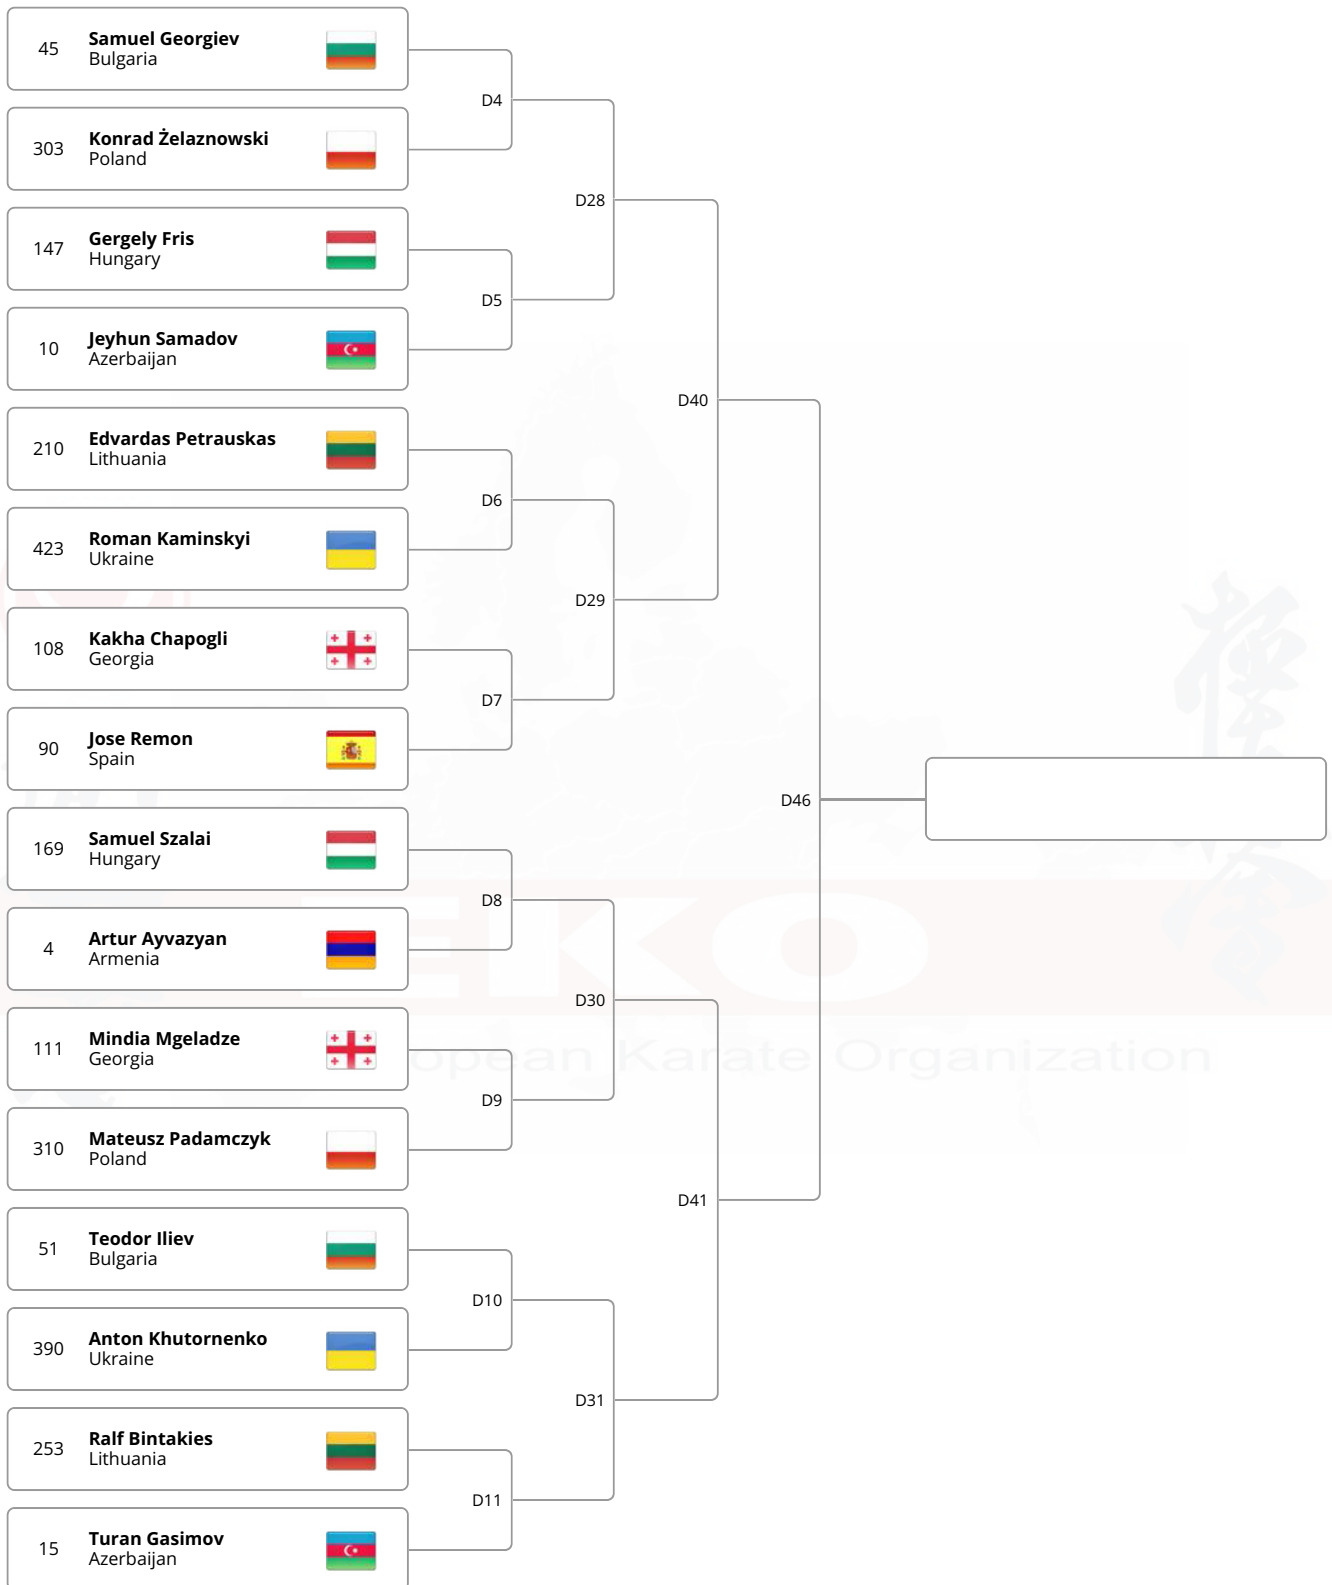 45
Samuel Georgiev
Bulgaria
D4
303
Konrad Żelaznowski
Poland
D28
147
Gergely Fris
Hungary
D5
10
Jeyhun Samadov
Azerbaijan
D40
210
Edvardas Petrauskas
Lithuania
D6
423
Roman Kaminskyi
Ukraine
D29
108
Kakha Chapogli
Georgia
D7
90
Jose Remon
Spain
D46
169
Samuel Szalai
Hungary
D8
4
Artur Ayvazyan
Armenia
EKO
D30
111
Mindia Mgeladze
Georgia
opean Karate Organization
D9
310
Mateusz Padamczyk
Poland
D41
51
Teodor Iliev
Bulgaria
D10
390
Anton Khutornenko
Ukraine
D31
253
Ralf Bintakies
Lithuania
D11
15
Turan Gasimov
Azerbaijan